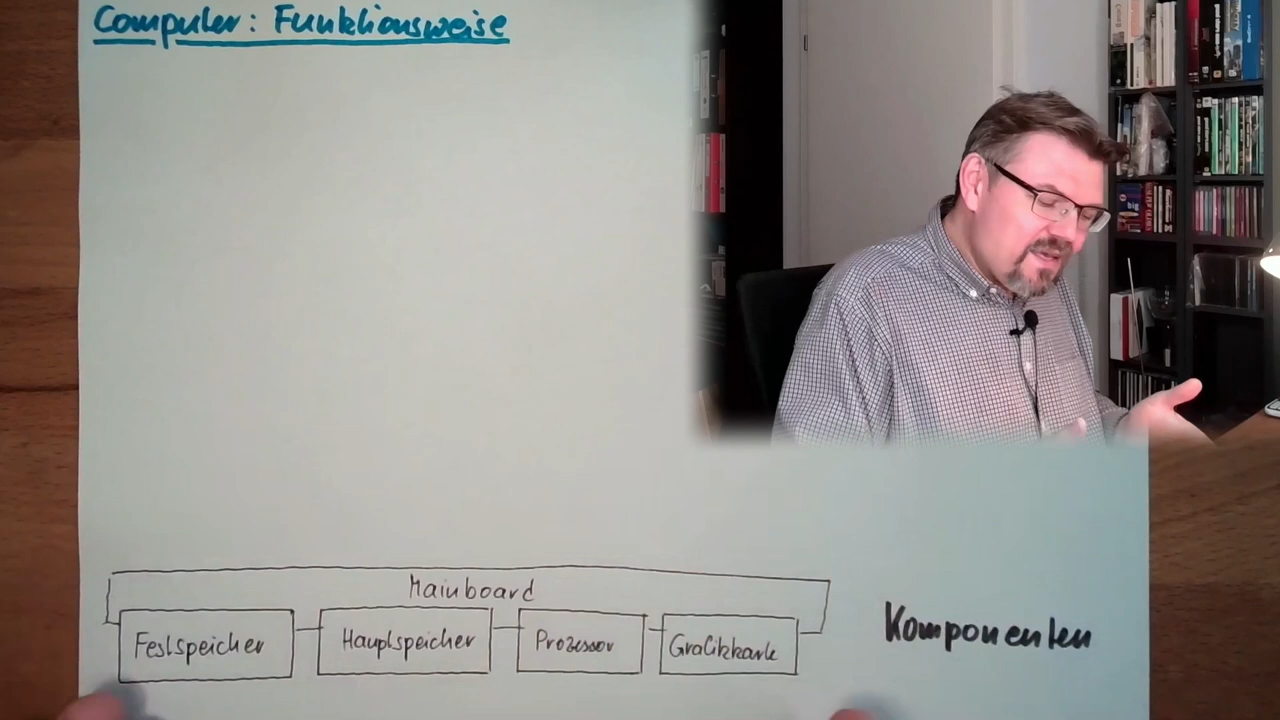 Computer: Funktionsweise
Mainboard
Festspeicher
Hauptspeicher
Prozessor
Grafikkarte
Komponenten